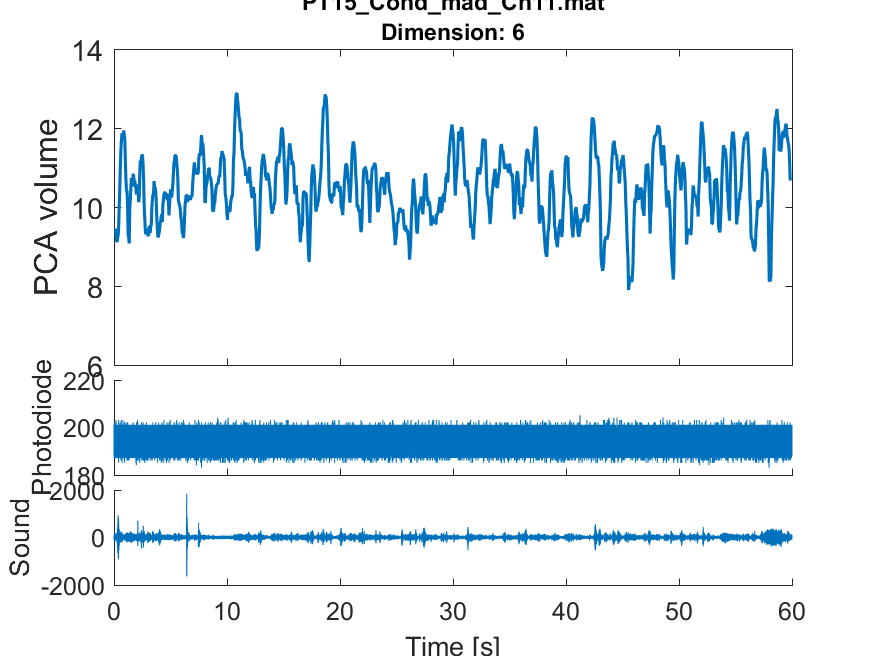 PT15_Cond_mad_Ch11.mat
Dimension: 6
14
12
10
8
6
PCA volume
220
200
180
Photodiode
2000
0
-2000
Sound
0 10 20 30 40 50 60
Time [s]